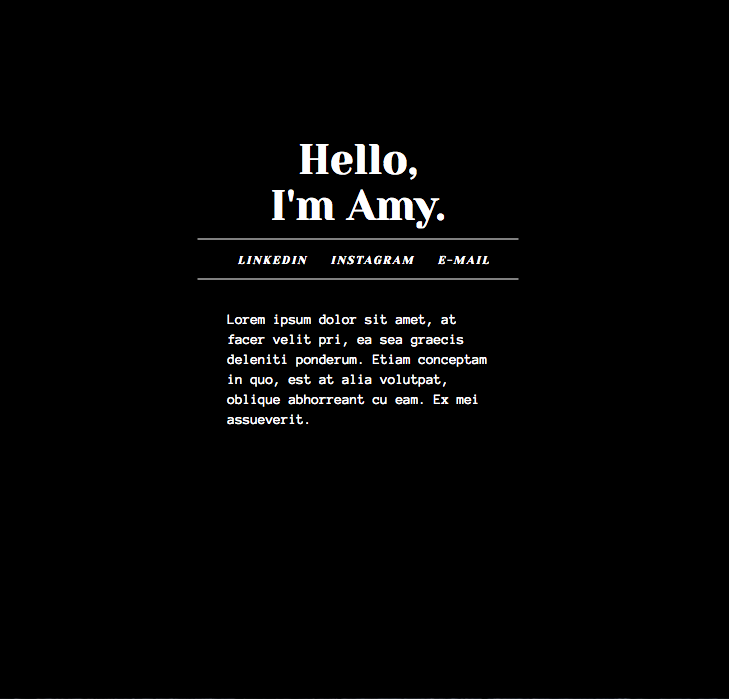 Hello,
I'm Amy.
LINKEDIN INSTAGRAM E-MAIL
Lorem ipsum dolor sit amet, at
facer velit pri, ea sea graecis
deleniti ponderum. Etiam conceptam
in quo, est at alia volutpat,
oblique abhorreant cu eam. Ex mei
assueverit.